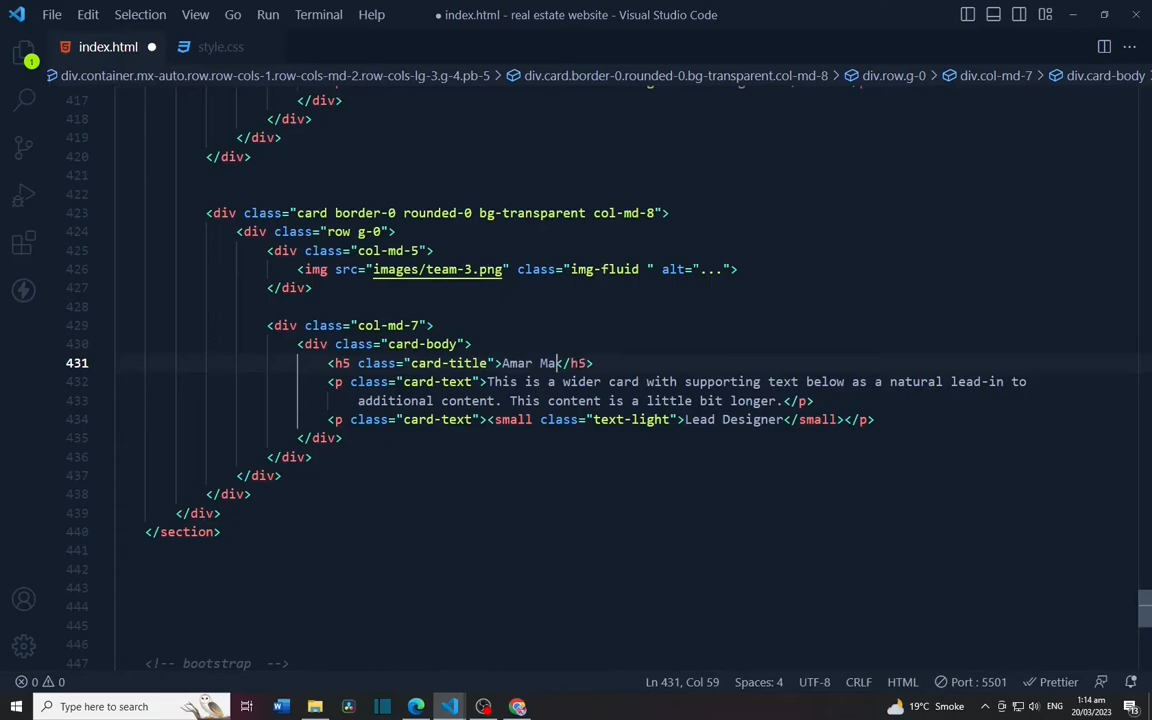 File Edit Selection View Go Run Terminal Help ● index.html - real estate website - Visual Studio Code
index.html ● style.css
div.container.mx-auto.row.row-cols-1.row-cols-md-2.row-cols-lg-3.g-4.pb-5 > div.card.border-0.rounded-0.bg-transparent.col-md-8 > div.row.g-0 > div.col-md-7 > div.card-body >
417 </div>
418 </div>
419 </div>
420 </div>
421
422
423 <div class="card border-0 rounded-0 bg-transparent col-md-8">
424 <div class="row g-0">
425 <div class="col-md-5">
426 <img src="images/team-3.png" class="img-fluid " alt="...">
427 </div>
428
429 <div class="col-md-7">
430 <div class="card-body">
431 <h5 class="card-title">Amar Ma</h5>
432 <p class="card-text">This is a wider card with supporting text below as a natural lead-in to
433 additional content. This content is a little bit longer.</p>
434 <p class="card-text"><small class="text-light">Lead Designer</small></p>
435 </div>
436 </div>
437 </div>
438 </div>
439 </div>
440 </section>
441
442
443
444
445
446
447 <!-- bootstrap -->
0 0 Ln 431, Col 59 Spaces: 4 UTF-8 CRLF HTML Port : 5501 Prettier
Type here to search 19°C Smoke ENG 1:14 am
20/03/2023 13
1